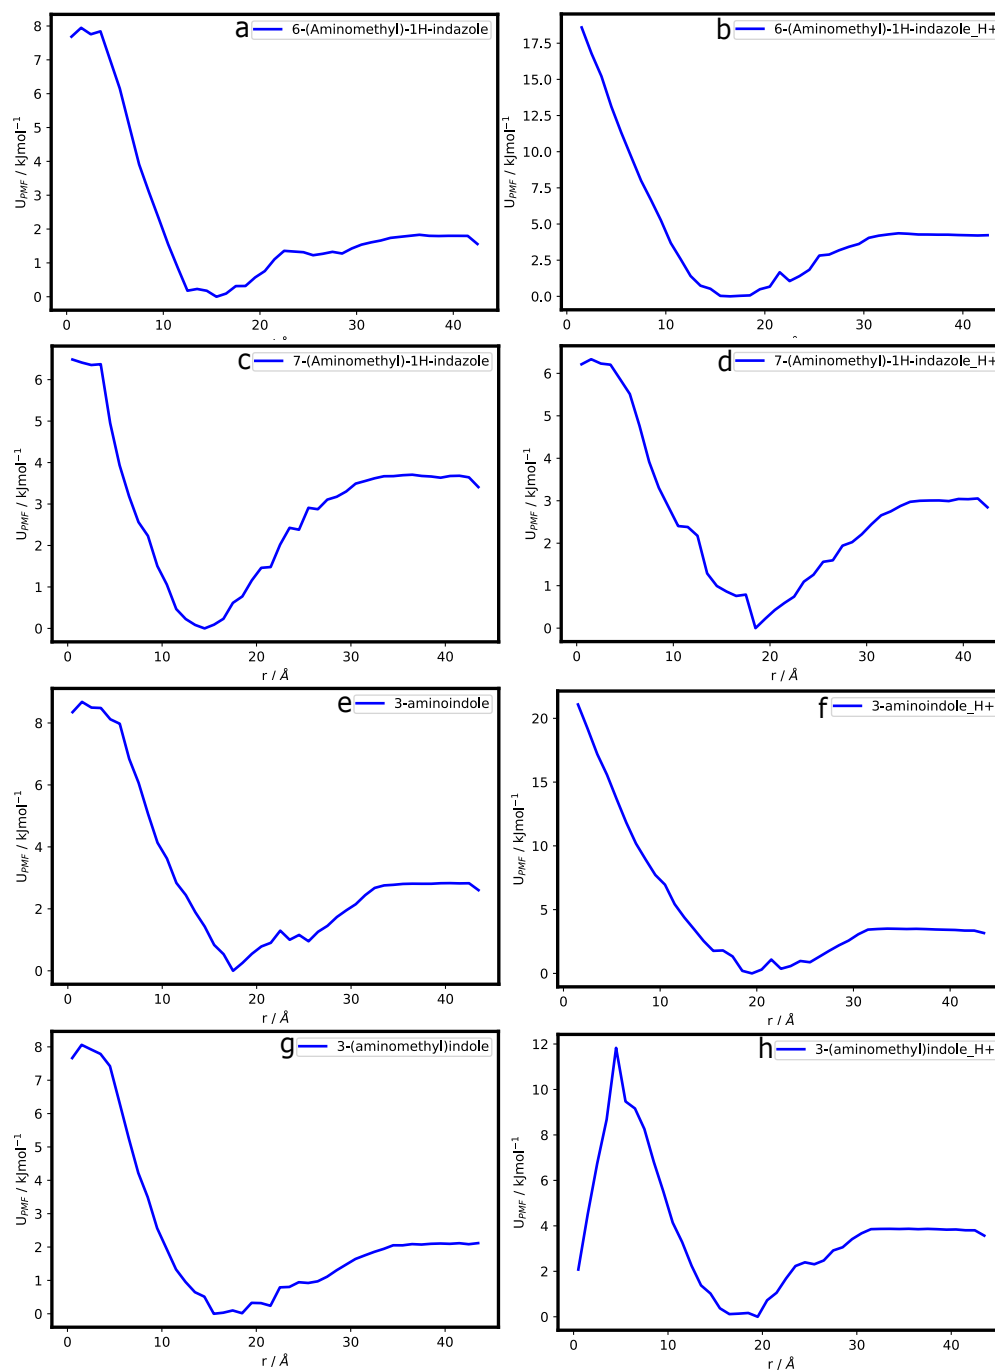 a
6-(Aminomethyl)-1H-indazole
U_PMF / kJmol⁻¹
8
7
6
5
4
3
2
1
0
0 10 20 30 40
b
6-(Aminomethyl)-1H-indazole_H+
U_PMF / kJmol⁻¹
17.5
15.0
12.5
10.0
7.5
5.0
2.5
0.0
0 10 20 30 40
c
7-(Aminomethyl)-1H-indazole
U_PMF / kJmol⁻¹
6
5
4
3
2
1
0
0 10 20 30 40
r / Å
d
7-(Aminomethyl)-1H-indazole_H+
U_PMF / kJmol⁻¹
6
5
4
3
2
1
0
0 10 20 30 40
r / Å
e
3-aminoindole
U_PMF / kJmol⁻¹
8
6
4
2
0
0 10 20 30 40
r / Å
f
3-aminoindole_H+
U_PMF / kJmol⁻¹
20
15
10
5
0
0 10 20 30 40
r / Å
g
3-(aminomethyl)indole
U_PMF / kJmol⁻¹
8
7
6
5
4
3
2
1
0
0 10 20 30 40
r / Å
h
3-(aminomethyl)indole_H+
U_PMF / kJmol⁻¹
12
10
8
6
4
2
0
0 10 20 30 40
r / Å